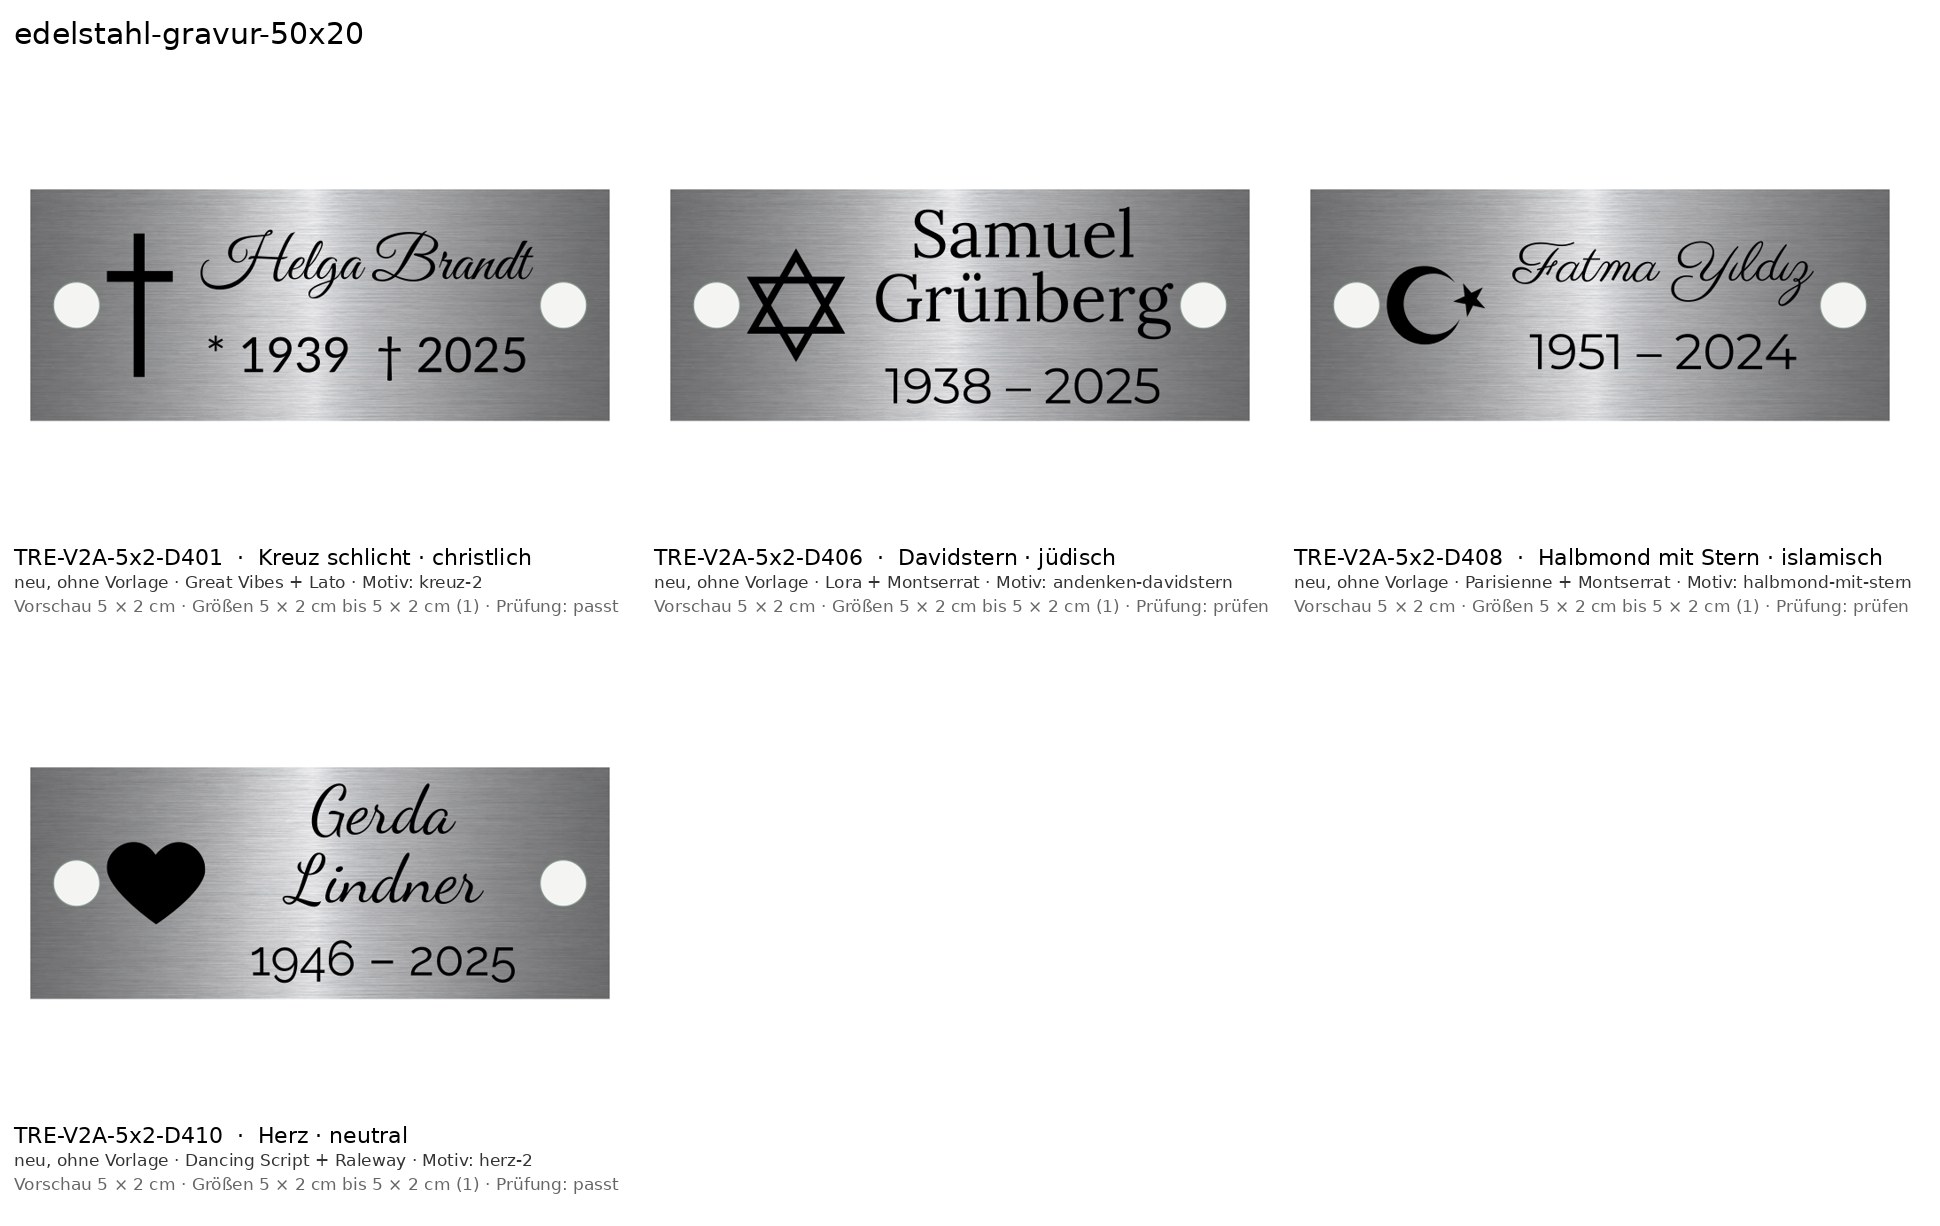 edelstahl-gravur-50x20
Helga Brandt
* 1939 † 2025
TRE-V2A-5x2-D401 · Kreuz schlicht · christlich
neu, ohne Vorlage · Great Vibes + Lato · Motiv: kreuz-2
Vorschau 5 × 2 cm · Größen 5 × 2 cm bis 5 × 2 cm (1) · Prüfung: passt
Samuel
Grünberg
1938 – 2025
TRE-V2A-5x2-D406 · Davidstern · jüdisch
neu, ohne Vorlage · Lora + Montserrat · Motiv: andenken-davidstern
Vorschau 5 × 2 cm · Größen 5 × 2 cm bis 5 × 2 cm (1) · Prüfung: prüfen
Fatma Yıldız
1951 – 2024
TRE-V2A-5x2-D408 · Halbmond mit Stern · islamisch
neu, ohne Vorlage · Parisienne + Montserrat · Motiv: halbmond-mit-stern
Vorschau 5 × 2 cm · Größen 5 × 2 cm bis 5 × 2 cm (1) · Prüfung: prüfen
Gerda
Lindner
1946 – 2025
TRE-V2A-5x2-D410 · Herz · neutral
neu, ohne Vorlage · Dancing Script + Raleway · Motiv: herz-2
Vorschau 5 × 2 cm · Größen 5 × 2 cm bis 5 × 2 cm (1) · Prüfung: passt